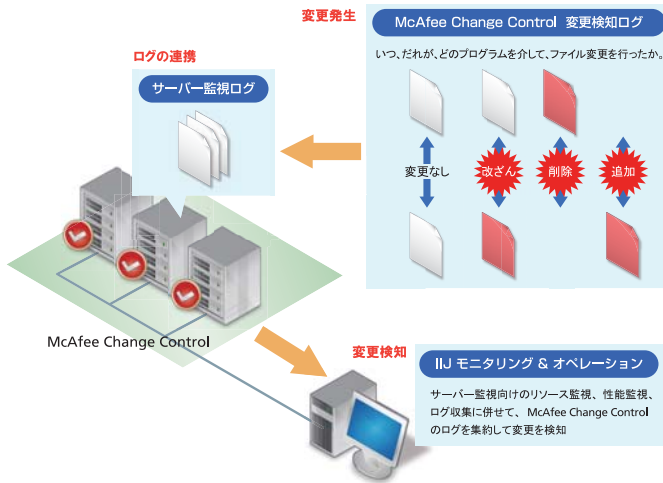 変更発生
McAfee Change Control 変更検知ログ
いつ、だれが、どのプログラムを介して、ファイル変更を行ったか。
変更なし
改ざん
削除
追加
ログの連携
サーバー監視ログ
McAfee Change Control
変更検知
IIJ モニタリング & オペレーション
サーバー監視向けのリソース監視、性能監視、
ログ収集に併せて、McAfee Change Control
のログを集約して変更を検知